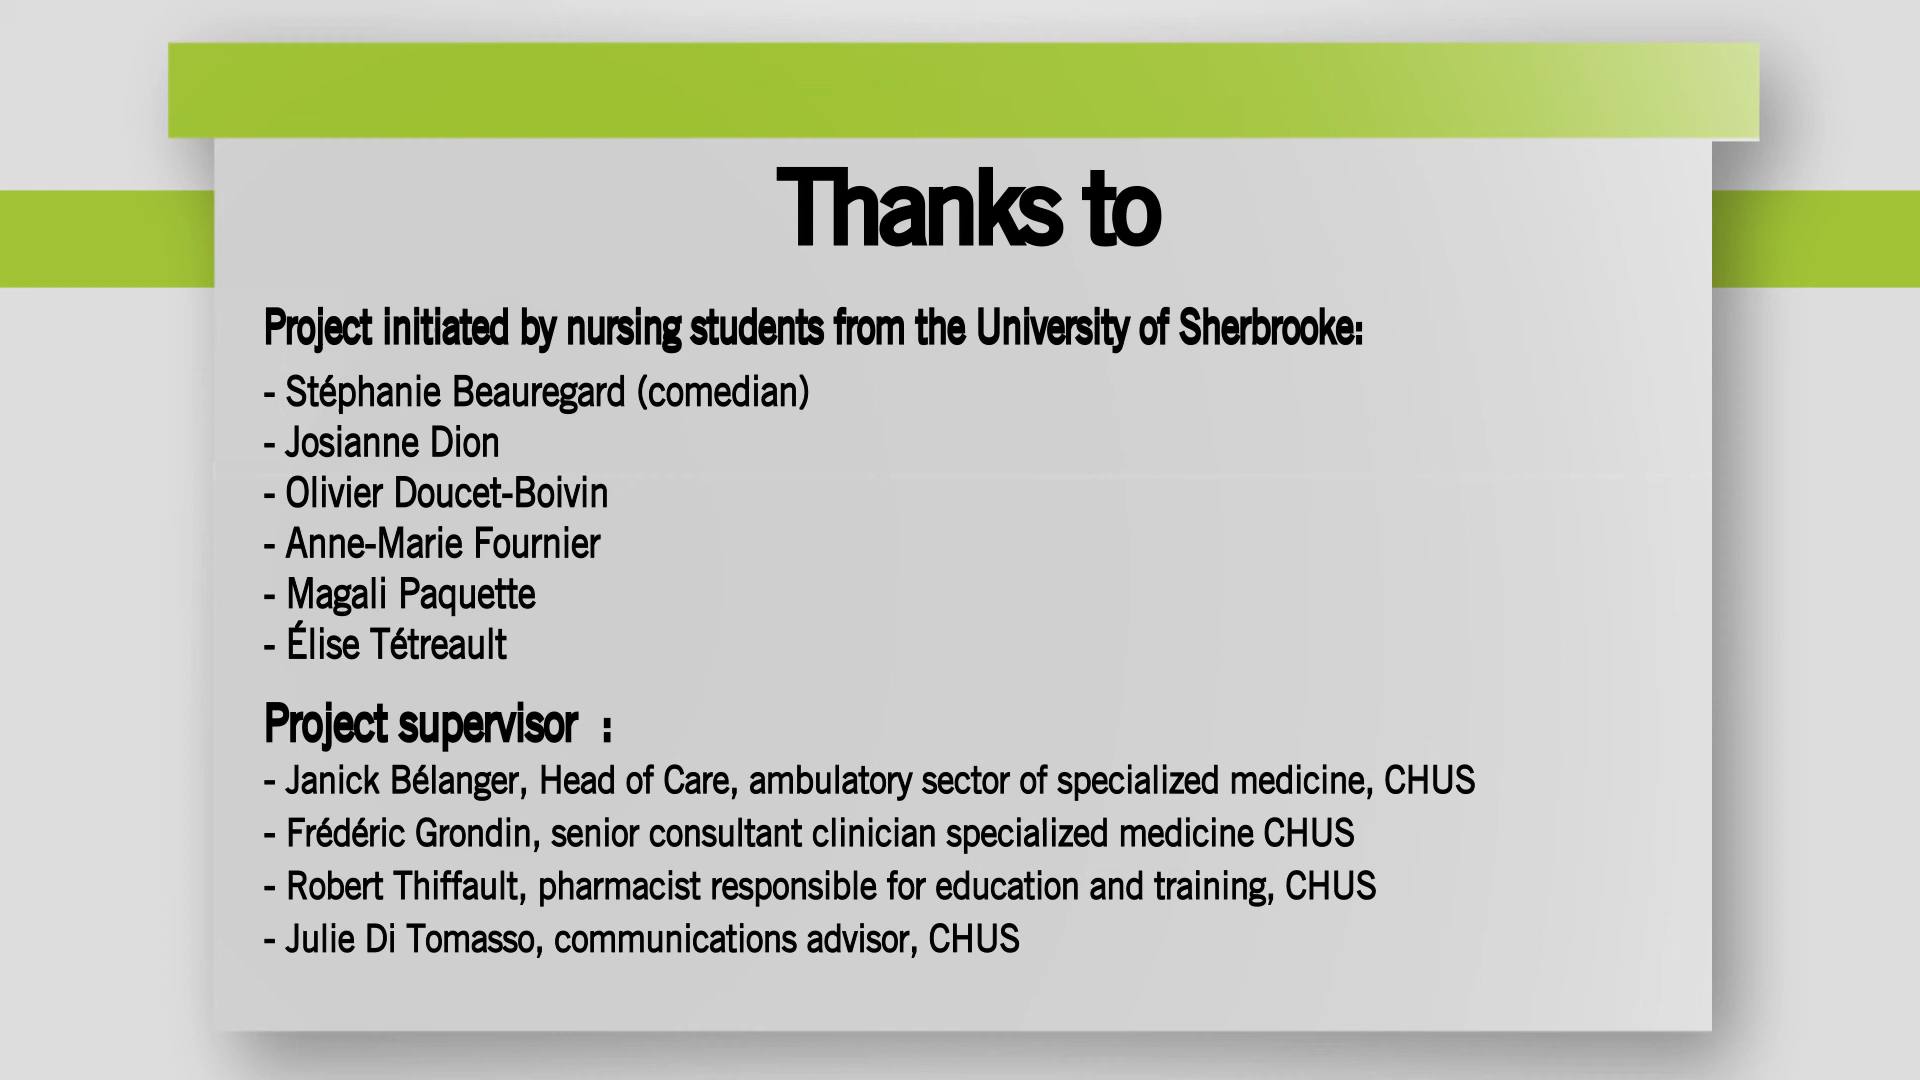 Thanks to
Project initiated by nursing students from the University of Sherbrooke:
- Stéphanie Beauregard (comedian)
- Josianne Dion
- Olivier Doucet-Boivin
- Anne-Marie Fournier
- Magali Paquette
- Élise Tétreault
Project supervisor :
- Janick Bélanger, Head of Care, ambulatory sector of specialized medicine, CHUS
- Frédéric Grondin, senior consultant clinician specialized medicine CHUS
- Robert Thiffault, pharmacist responsible for education and training, CHUS
- Julie Di Tomasso, communications advisor, CHUS